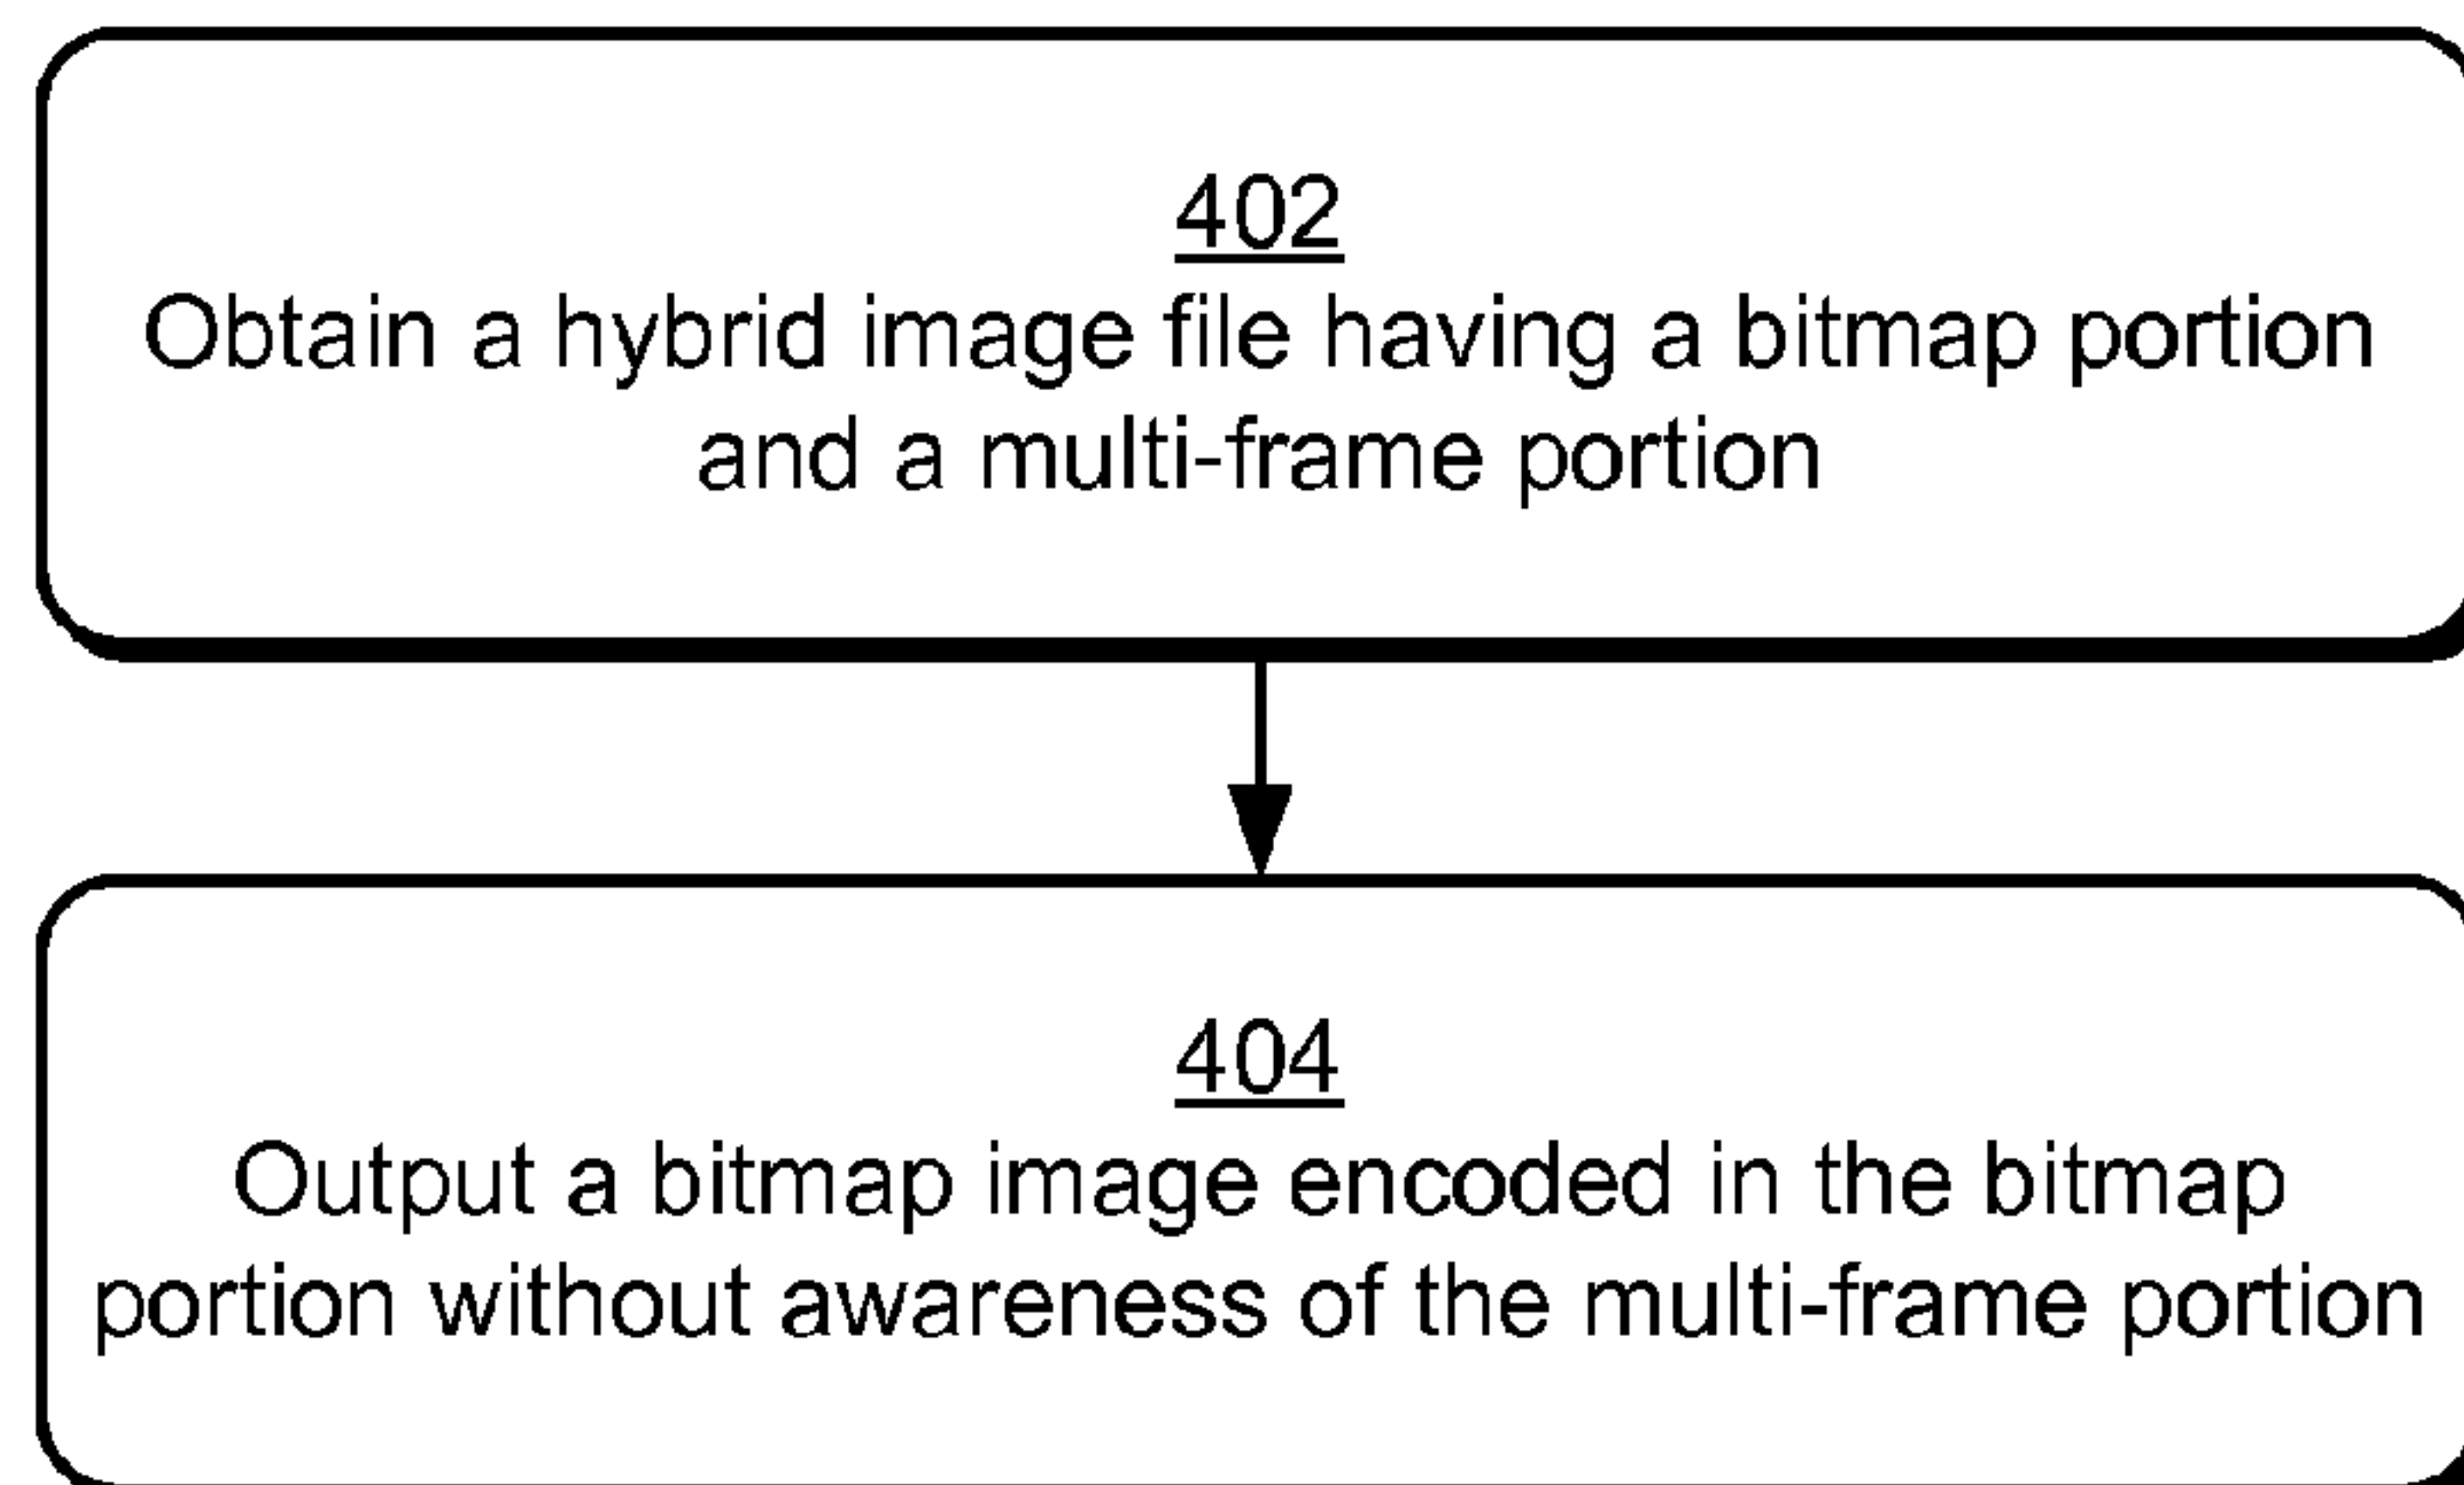 402
Obtain a hybrid image file having a bitmap portion
and a multi-frame portion
404
Output a bitmap image encoded in the bitmap
portion without awareness of the multi-frame portion